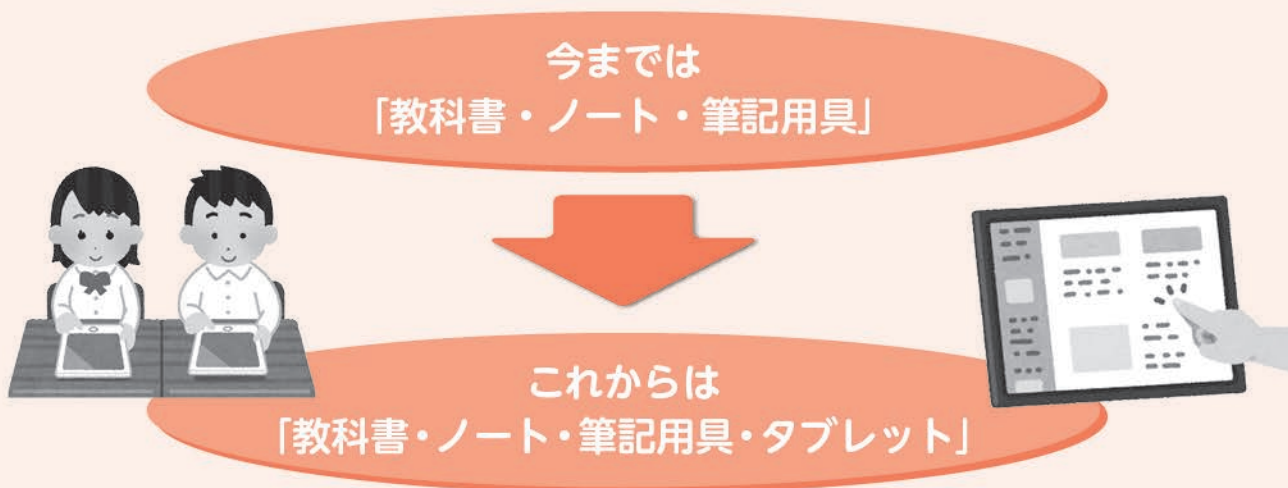 今までは
「教科書・ノート・筆記用具」
これからは
「教科書・ノート・筆記用具・タブレット」